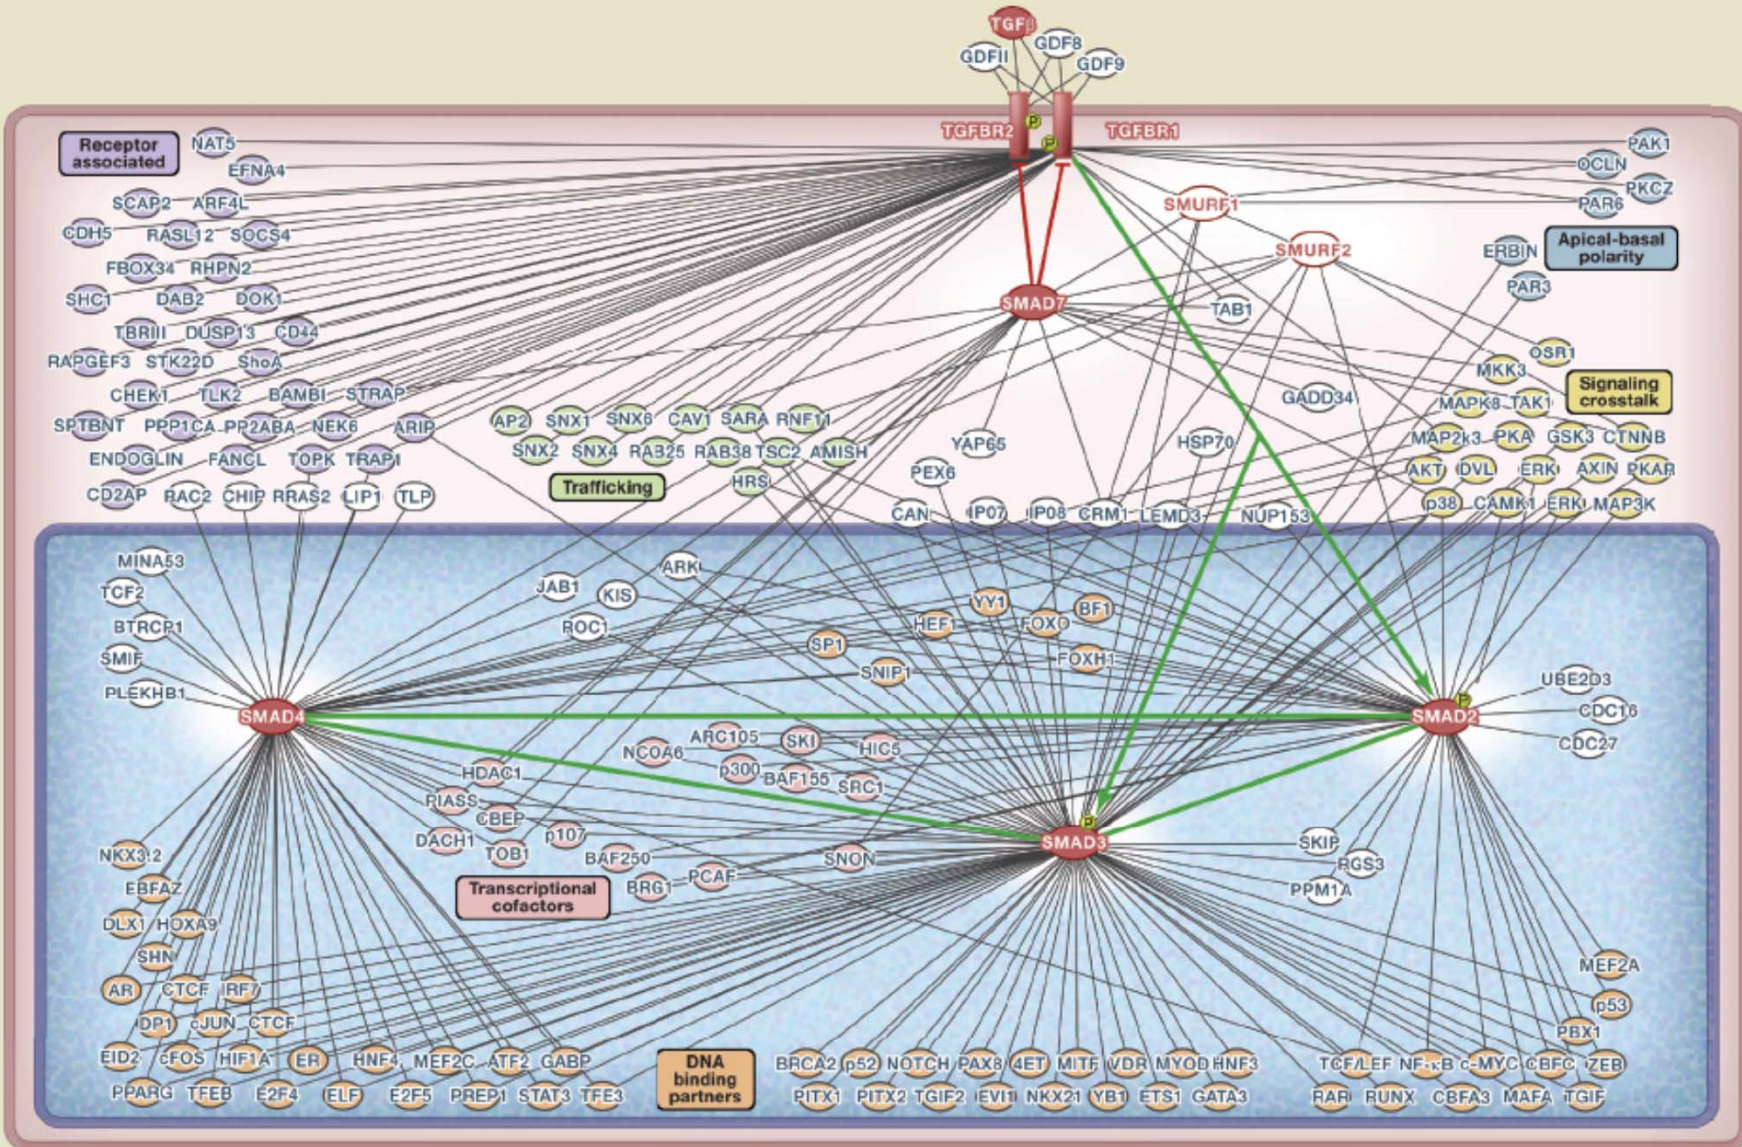 TGFβ
GDF8
GDFII
GDF9
TGFBR2
P
TGFBR1
P
Receptor
associated
NAT5
EFNA4
SCAP2 ARF4L
CDH5 RASL12 SOCS4
FBOX34 RHPN2
SHC1 DAB2 DOK1
TBRIII DUSP13 CD44
RAPGEF3 STK22D ShoA
CHEK1 TLK2 BAMBI STRAP
SPTBNT PPP1CA PP2ABA NEK6 ARIP
ENDOGLIN FANCL TOPK TRAP1
CD2AP RAC2 CHIP RRAS2 LIP1 TLP
PAK1
OCLN
PKCZ
PAR6
SMURF1
SMURF2
ERBIN
Apical-basal
polarity
PAR3
SMAD7
TAB1
OSR1
MKK3
Signaling
crosstalk
GADD34
MAPK8 TAK1
MAP2k3 PKA GSK3 CTNNB
AKT DVL ERK AXIN PKAR
p38 CAMK1 ERK MAP3K
AP2 SNX1 SNX6 CAV1 SARA RNF11
SNX2 SNX4 RAB25 RAB38 TSC2 AMISH
Trafficking
HRS
YAP65
HSP70
PEX6
CAN IP07 IP08 CRM1 LEMD3 NUP153
MINA53
TCF2
BTRCP1
SMIF
PLEKHB1
ARK
JAB1 KIS
ROC1
YY1
BF1
HEF1 FOXO
SP1
FOXH1
SNIP1
SMAD4
P
SMAD2
UBE2D3
CDC16
CDC27
ARC105 SKI HIC5
NCOA6
p300 BAF155 SRC1
HDAC1
PIASS
CBEP
DACH1 p107
TOB1 BAF250
BRG1 PCAF
SNON
P
SMAD3
SKIP
RGS3
PPM1A
Transcriptional
cofactors
NKX3.2
EBFAZ
DLX1 HOXA9
SHN
AR CTCF IRF7
DP1 cJUN CTCF
EID2 cFOS HIF1A ER HNF4 MEF2C ATF2 GABP
PPARG TFEB E2F4 ELF E2F5 PREP1 STAT3 TFE3
DNA
binding
partners
BRCA2 p52 NOTCH PAX8 4ET MITF VDR MYOD HNF3
PITX1 PITX2 TGIF2 EVI1 NKX21 YB1 ETS1 GATA3
MEF2A
p53
PBX1
TCF/LEF NF-κB c-MYC CBFC ZEB
RAR RUNX CBFA3 MAFA TGIF